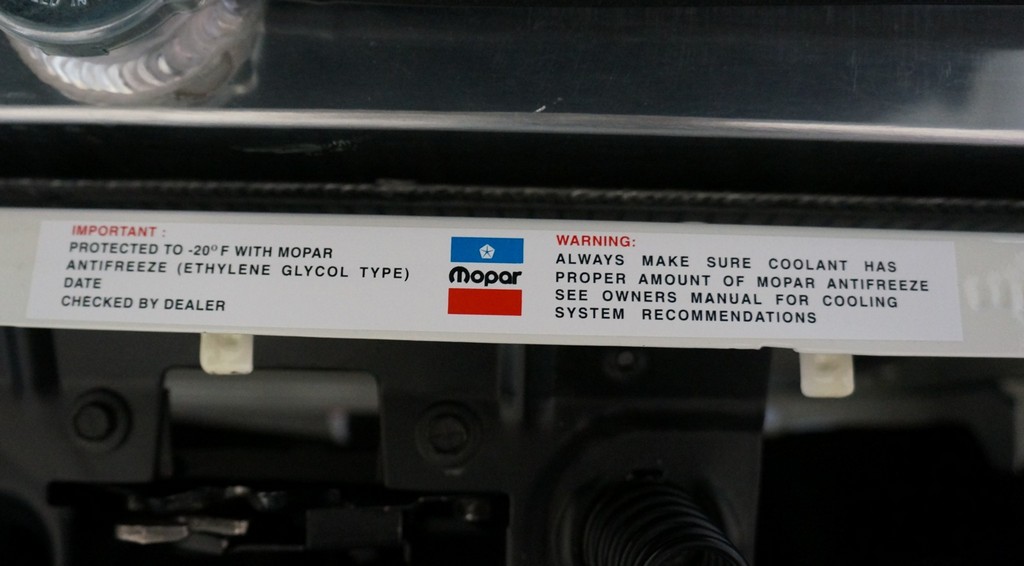 IMPORTANT :
PROTECTED TO -20° F WITH MOPAR
ANTIFREEZE (ETHYLENE GLYCOL TYPE)
DATE
CHECKED BY DEALER
Mopar
WARNING:
ALWAYS MAKE SURE COOLANT HAS
PROPER AMOUNT OF MOPAR ANTIFREEZE
SEE OWNERS MANUAL FOR COOLING
SYSTEM RECOMMENDATIONS